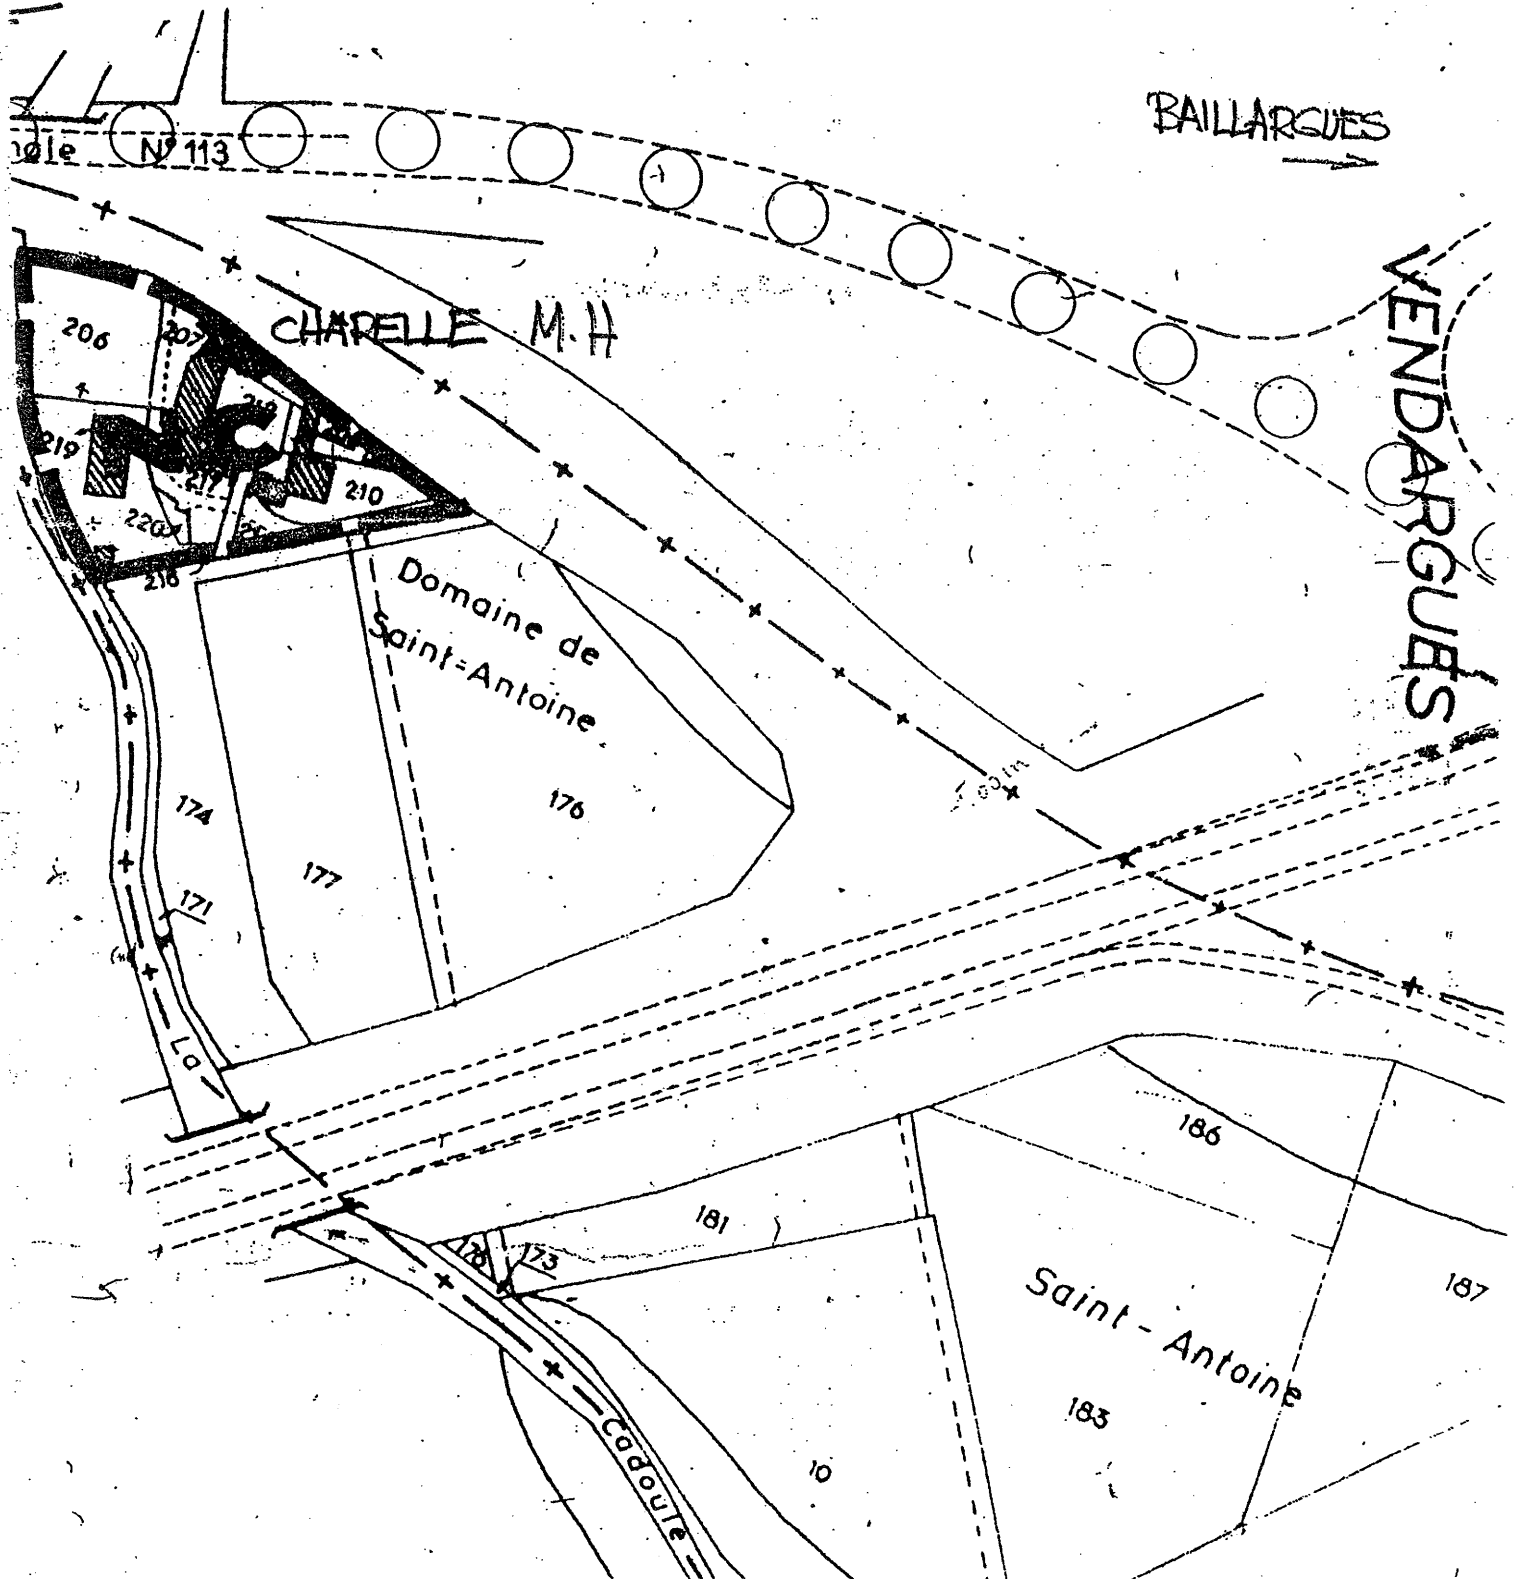 BAILLARGUES
N° 113
VENDARGUES
CHAPELLE M.H
206
207
219
217
210
220
218
Domaine de
Saint=Antoine
176
174
177
171
La
186
181
173
187
Saint-Antoine
183
10
Cadoule